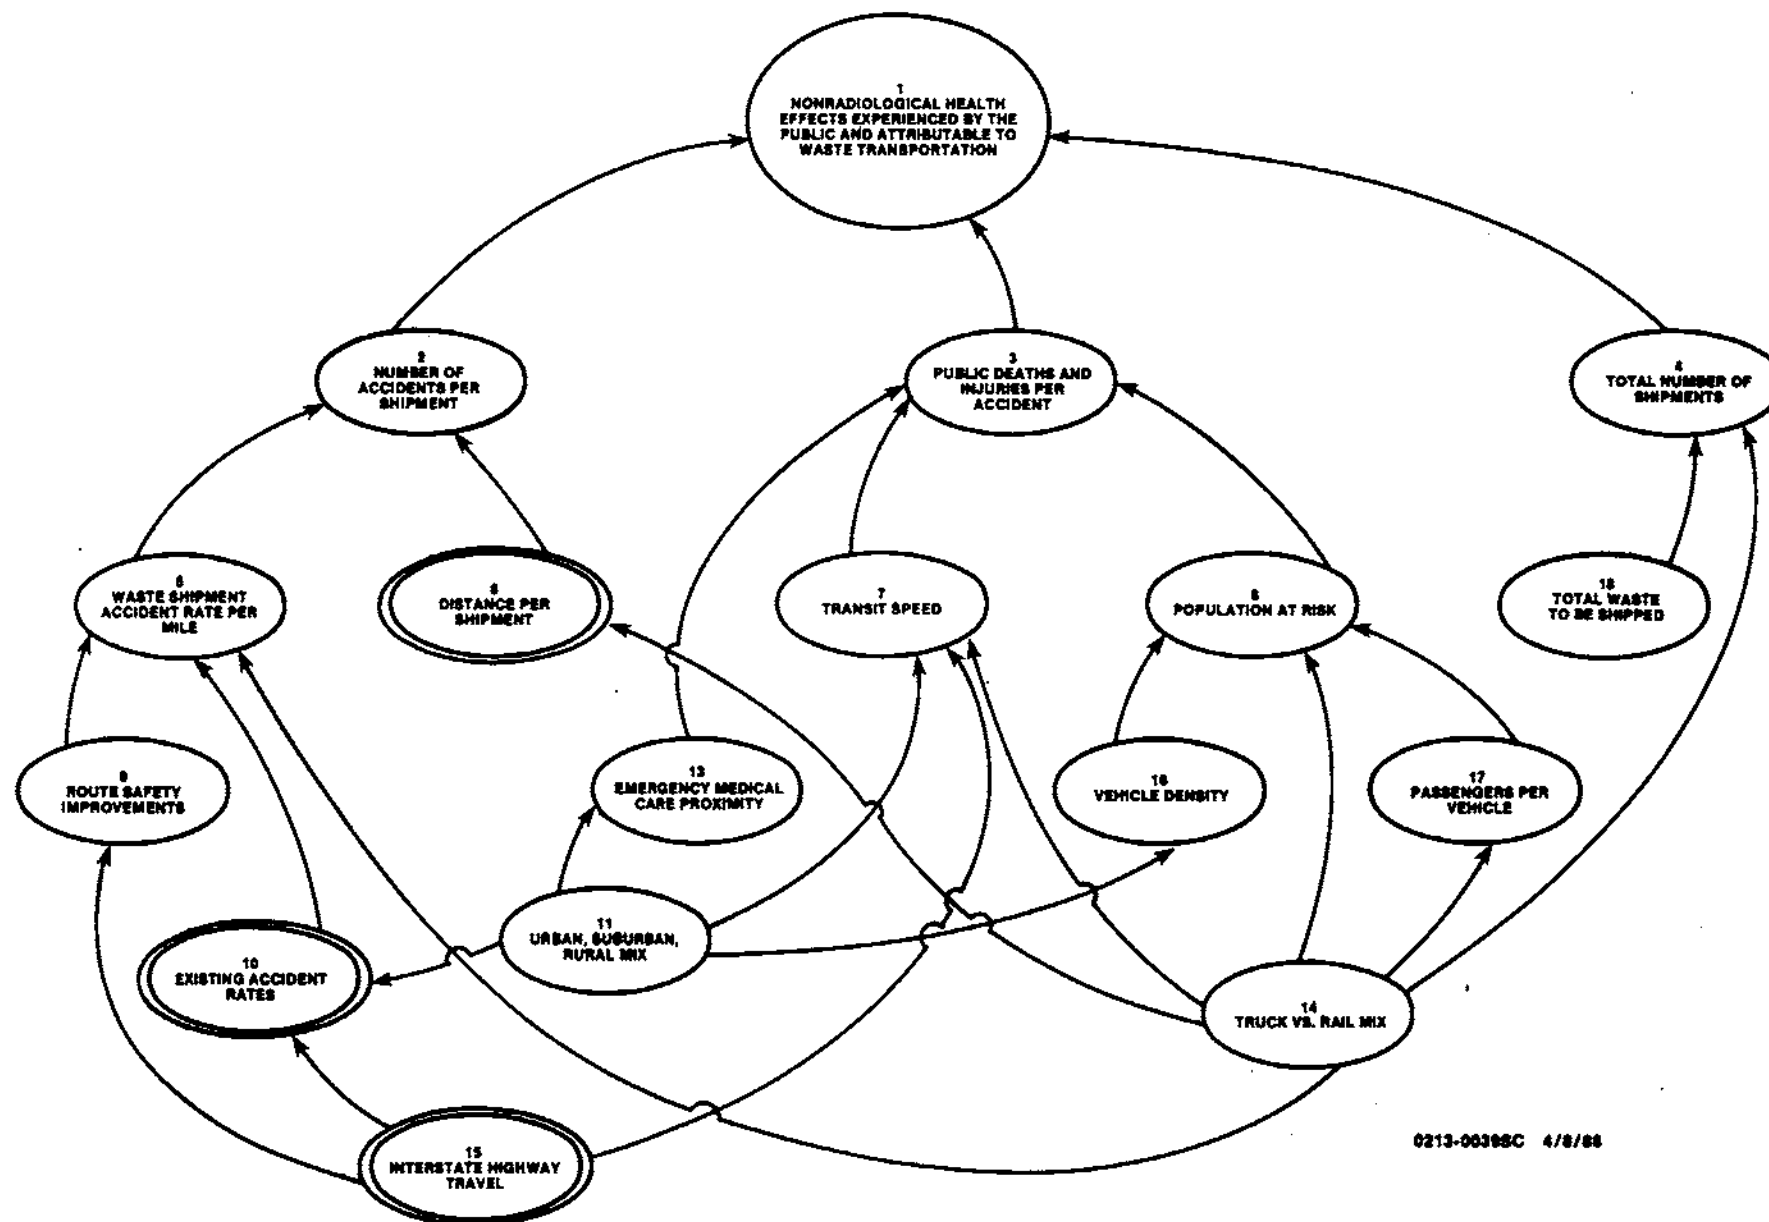 1
NONRADIOLOGICAL HEALTH
EFFECTS EXPERIENCED BY THE
PUBLIC AND ATTRIBUTABLE TO
WASTE TRANSPORTATION
2
NUMBER OF
ACCIDENTS PER
SHIPMENT
3
PUBLIC DEATHS AND
INJURIES PER
ACCIDENT
4
TOTAL NUMBER OF
SHIPMENTS
WASTE SHIPMENT
ACCIDENT RATE PER
MILE
DISTANCE PER
SHIPMENT
7
TRANSIT SPEED
POPULATION AT RISK
TOTAL WASTE
TO BE SHIPPED
9
ROUTE SAFETY
IMPROVEMENTS
13
EMERGENCY MEDICAL
CARE PROXIMITY
16
VEHICLE DENSITY
17
PASSENGERS PER
VEHICLE
10
EXISTING ACCIDENT
RATES
11
URBAN, SUBURBAN,
RURAL MIX
14
TRUCK VS. RAIL MIX
15
INTERSTATE HIGHWAY
TRAVEL